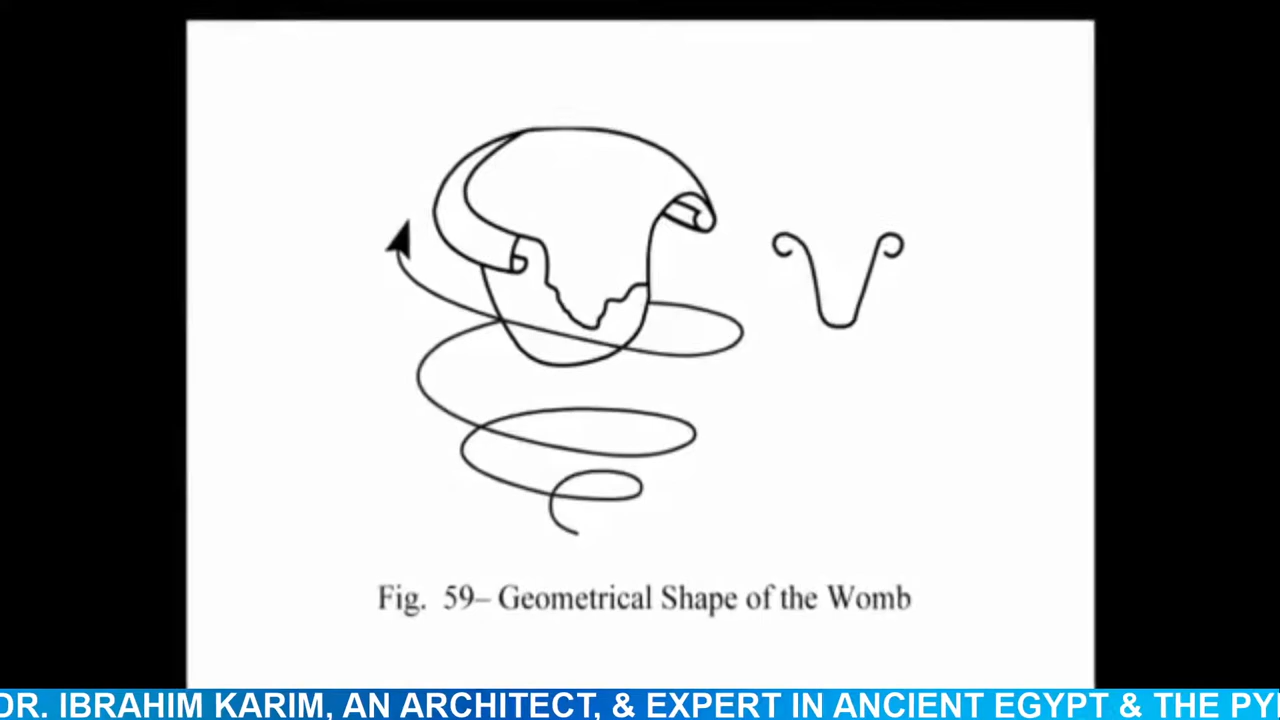 Fig. 59– Geometrical Shape of the Womb
DR. IBRAHIM KARIM, AN ARCHITECT, & EXPERT IN ANCIENT EGYPT & THE PY